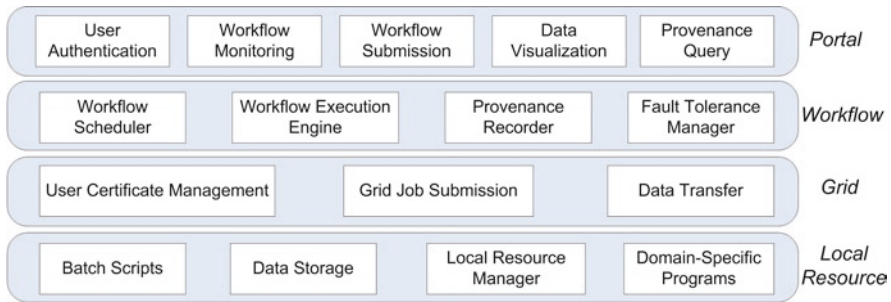 User Authentication
Workflow Monitoring
Workflow Submission
Data Visualization
Provenance Query
Portal
Workflow Scheduler
Workflow Execution Engine
Provenance Recorder
Fault Tolerance Manager
Workflow
User Certificate Management
Grid Job Submission
Data Transfer
Grid
Batch Scripts
Data Storage
Local Resource Manager
Domain-Specific Programs
Local Resource